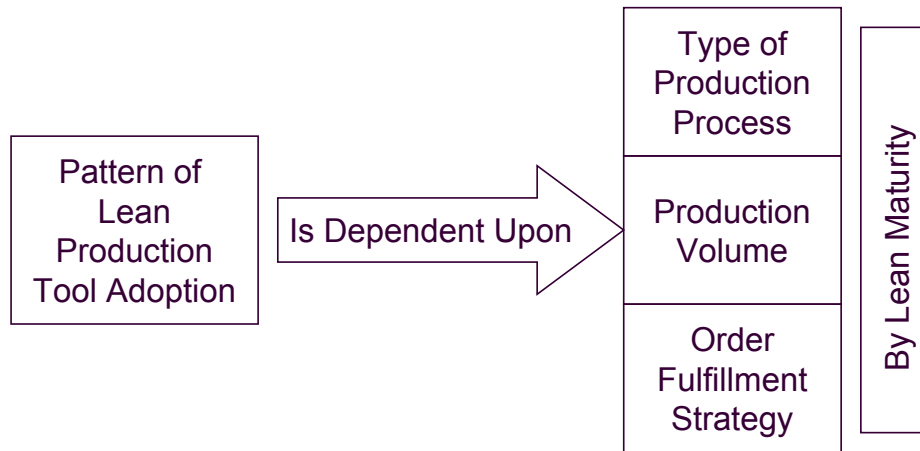 Pattern of
Lean
Production
Tool Adoption
Is Dependent Upon
Type of
Production
Process
Production
Volume
Order
Fulfillment
Strategy
By Lean Maturity